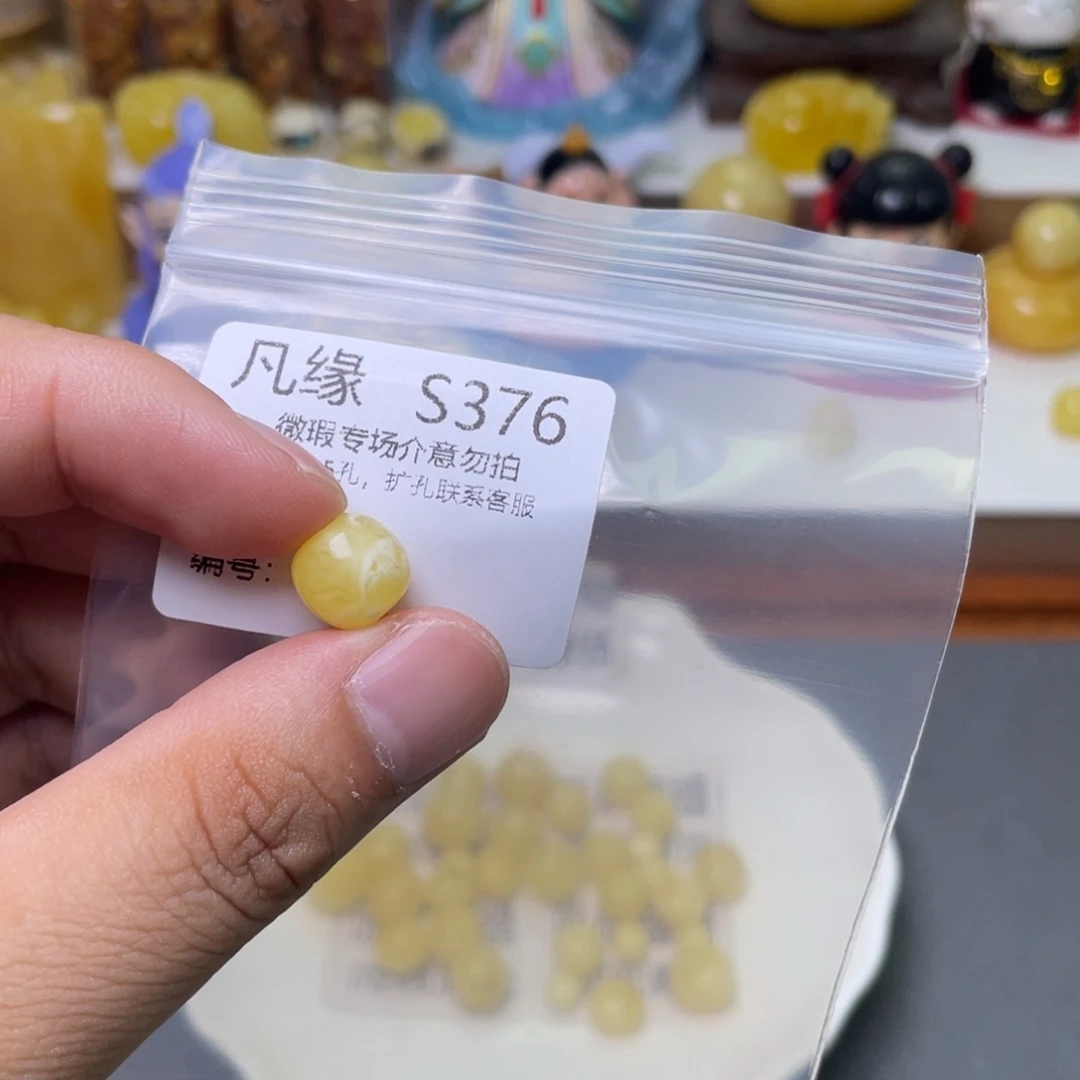 凡缘 S376
微瑕专场介意勿拍
5孔，扩孔联系客服
编号：